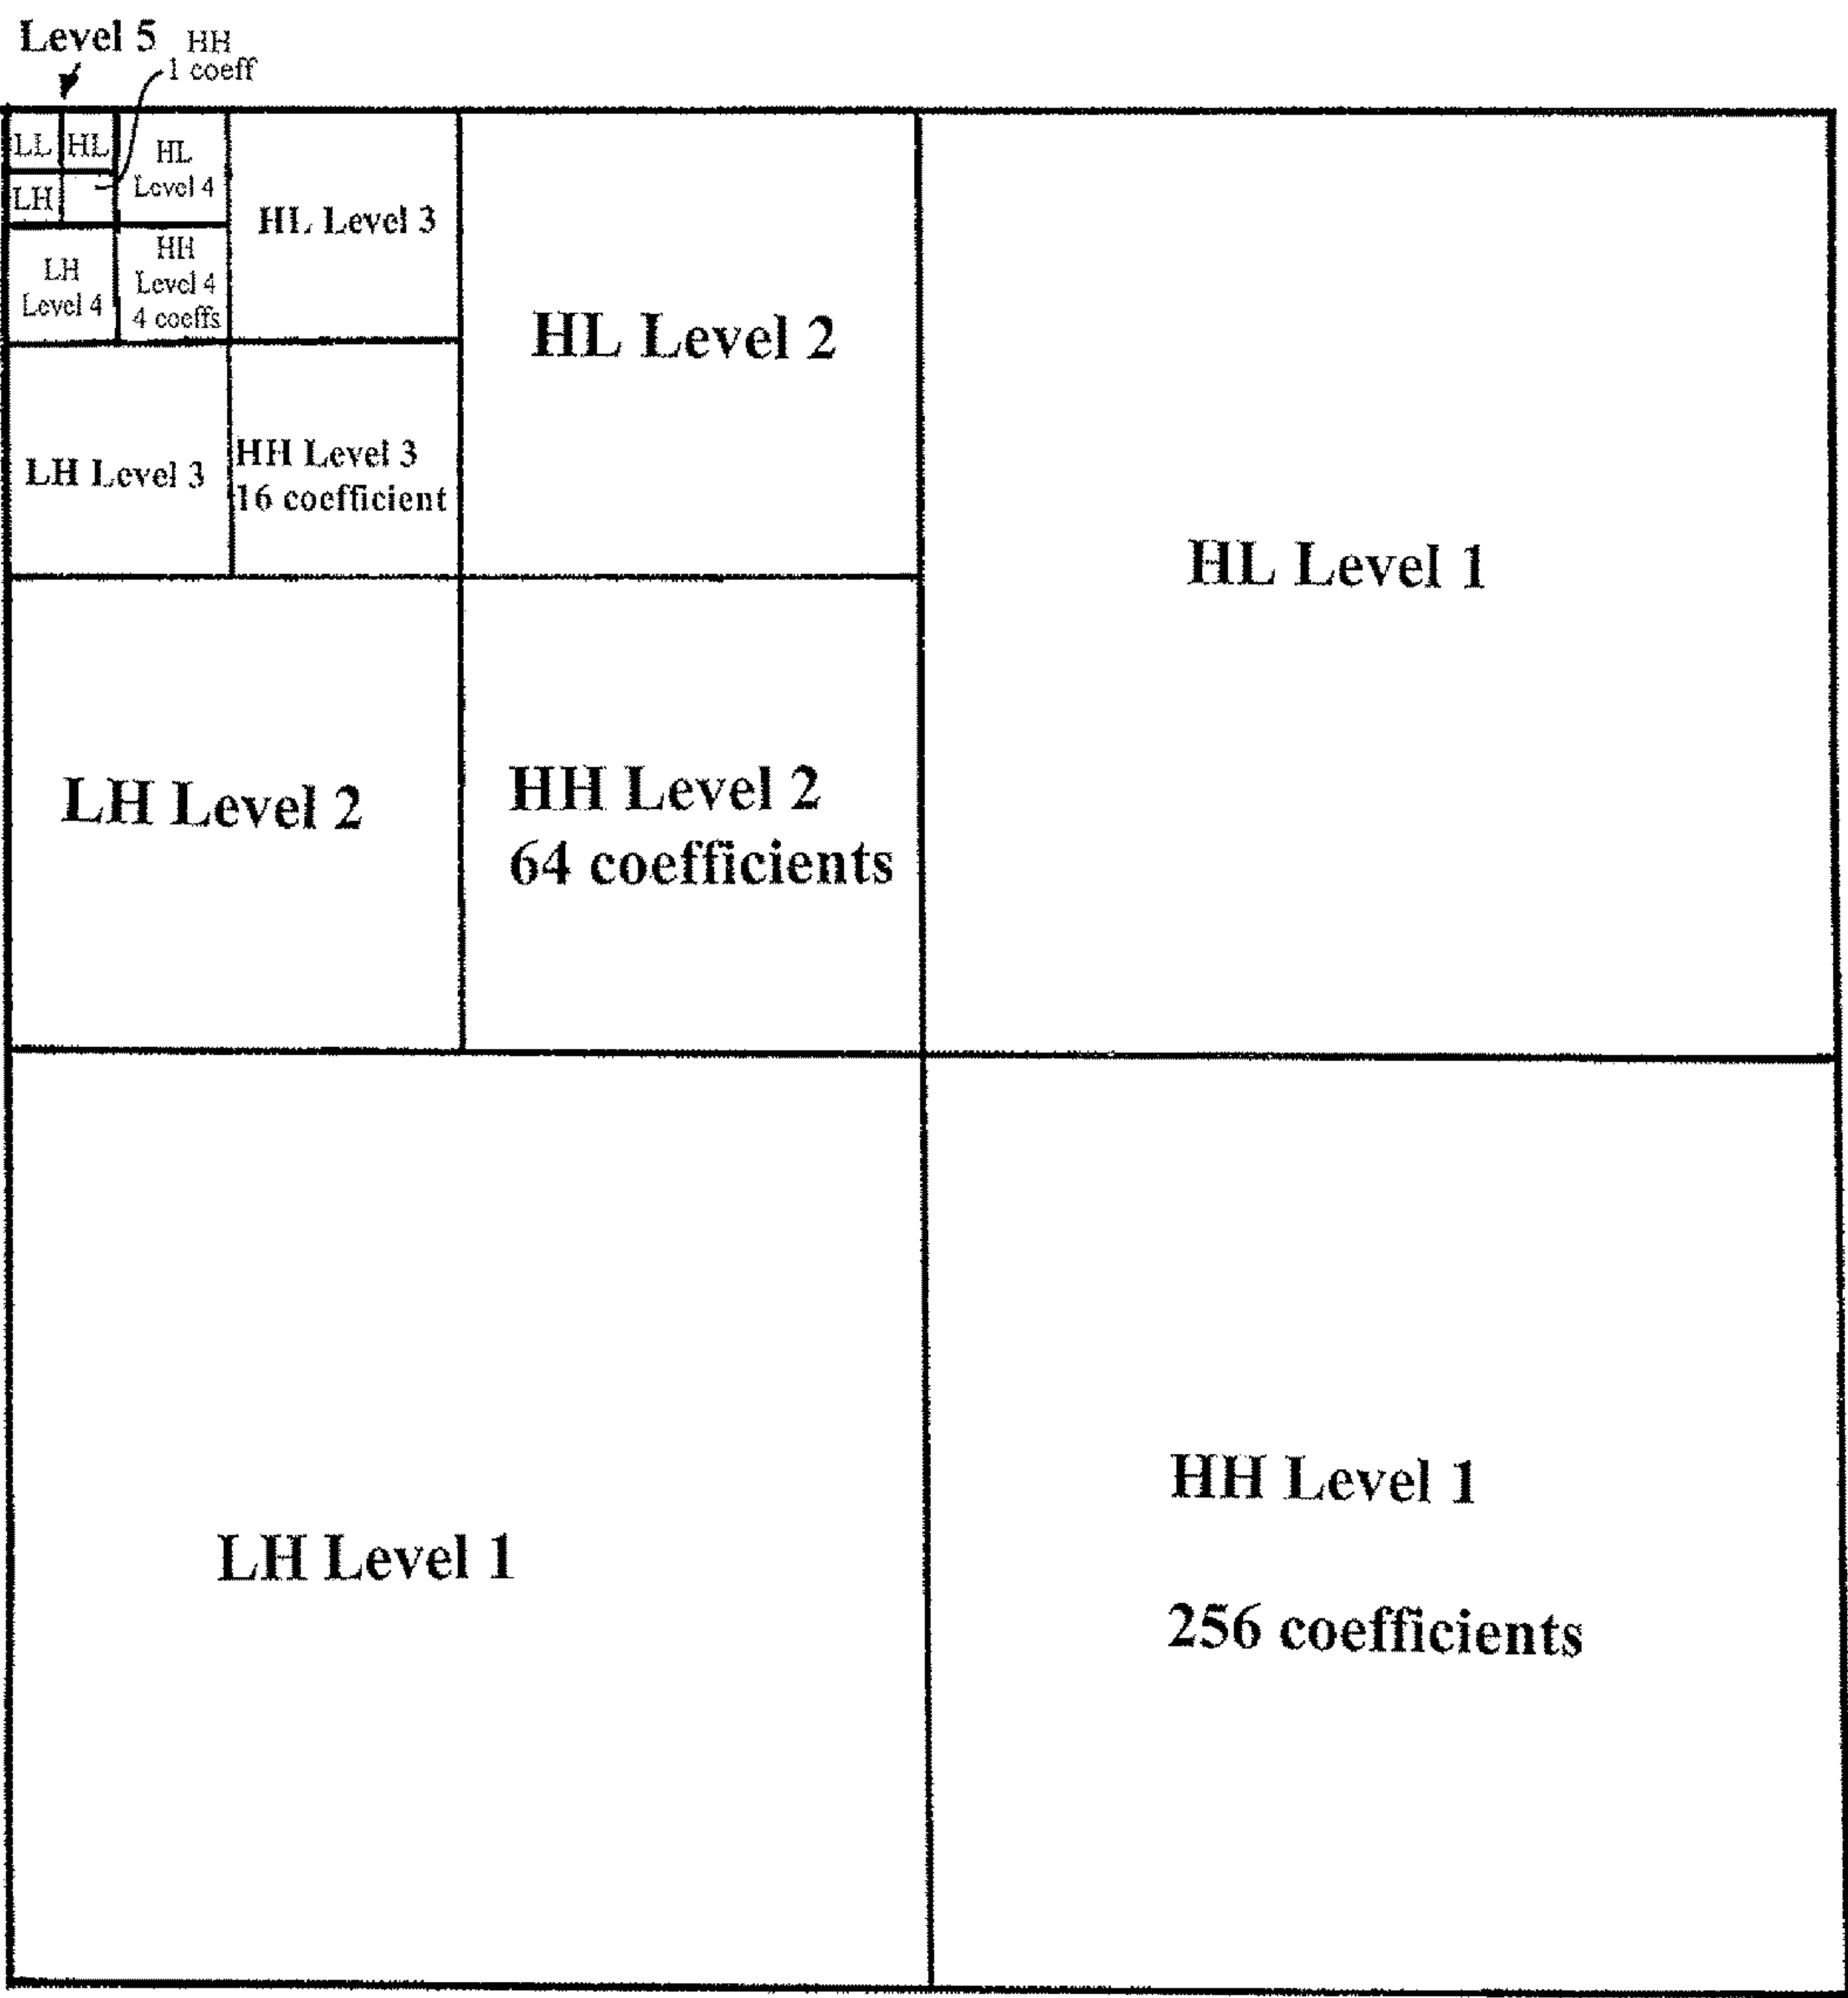 Level 5
HH
1 coeff
LL
HL
LH
HL
Level 4
LH
Level 4
HH
Level 4
4 coeffs
HL Level 3
LH Level 3
HH Level 3
16 coefficient
HL Level 2
LH Level 2
HH Level 2
64 coefficients
HL Level 1
LH Level 1
HH Level 1
256 coefficients